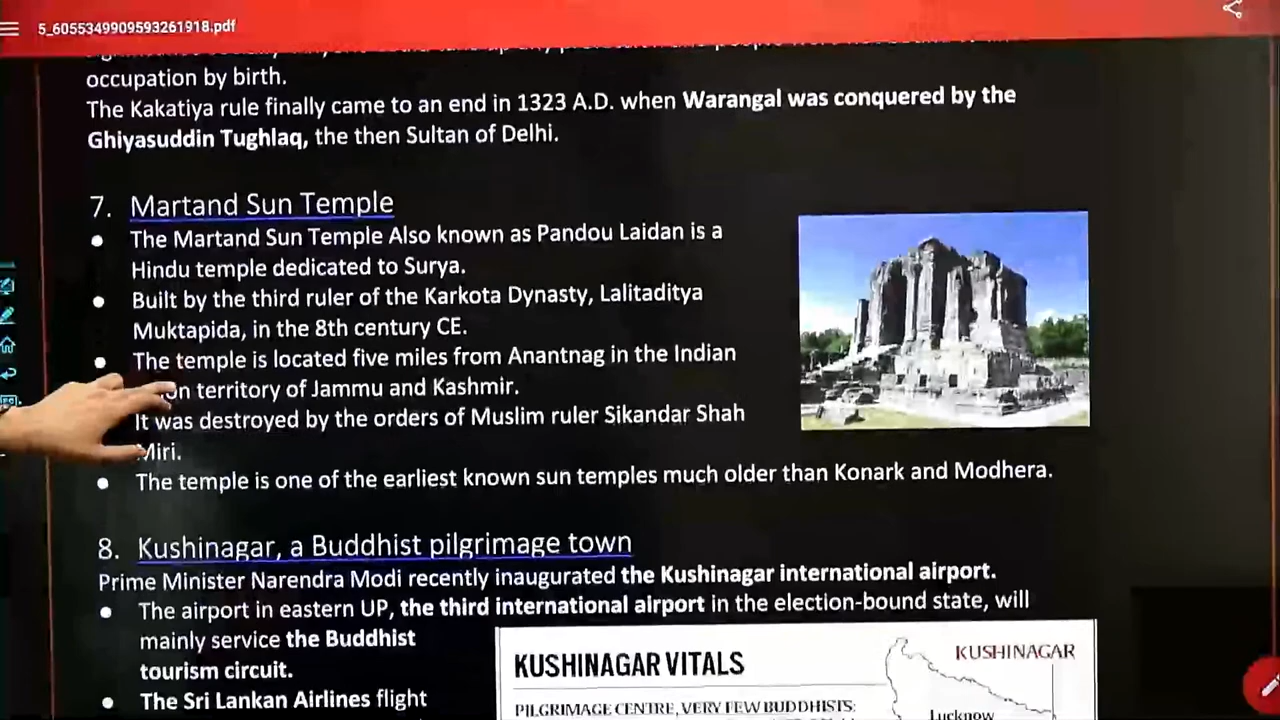 5_6055349909593261918.pdf
occupation by birth.
The Kakatiya rule finally came to an end in 1323 A.D. when Warangal was conquered by the
Ghiyasuddin Tughlaq, the then Sultan of Delhi.
7. Martand Sun Temple
The Martand Sun Temple Also known as Pandou Laidan is a
Hindu temple dedicated to Surya.
Built by the third ruler of the Karkota Dynasty, Lalitaditya
Muktapida, in the 8th century CE.
The temple is located five miles from Anantnag in the Indian
territory of Jammu and Kashmir.
It was destroyed by the orders of Muslim ruler Sikandar Shah
Miri.
The temple is one of the earliest known sun temples much older than Konark and Modhera.
8. Kushinagar, a Buddhist pilgrimage town
Prime Minister Narendra Modi recently inaugurated the Kushinagar international airport.
The airport in eastern UP, the third international airport in the election-bound state, will
mainly service the Buddhist
tourism circuit.
The Sri Lankan Airlines flight
KUSHINAGAR VITALS
KUSHINAGAR
PILGRIMAGE CENTRE, VERY FEW BUDDHISTS:
Lucknow